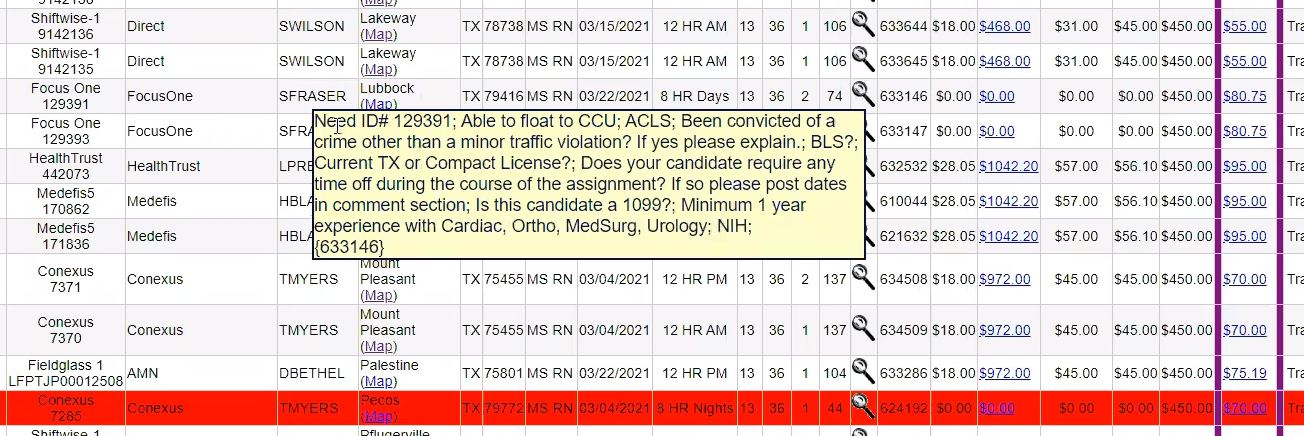 Shiftwise-1 Direct SWILSON Lakeway TX 78738 MS RN 03/15/2021 12 HR AM 13 36 1 106 633644 $18.00 $468.00 $31.00 $45.00 $450.00 $55.00 Tra
9142136 (Map)
Shiftwise-1 Direct SWILSON Lakeway TX 78738 MS RN 03/15/2021 12 HR AM 13 36 1 106 633645 $18.00 $468.00 $31.00 $45.00 $450.00 $55.00 Tra
9142135 (Map)
Focus One FocusOne SFRASER Lubbock TX 79416 MS RN 03/22/2021 8 HR Days 13 36 2 74 633146 $0.00 $0.00 $0.00 $0.00 $450.00 $80.75 Tra
129391 (Map)
Focus One FocusOne SFRA 633147 $0.00 $0.00 $0.00 $0.00 $450.00 $80.75 Tra
129393
HealthTrust HealthTrust LPRE 632532 $28.05 $1042.20 $57.00 $56.10 $450.00 $95.00 Tra
442073
Medefis5 Medefis HBLA 610044 $28.05 $1042.20 $57.00 $56.10 $450.00 $95.00 Tra
170862
Medefis5 Medefis HBLA 621632 $28.05 $1042.20 $57.00 $56.10 $450.00 $95.00 Tra
171836
Need ID# 129391; Able to float to CCU; ACLS; Been convicted of a
crime other than a minor traffic violation? If yes please explain.; BLS?;
Current TX or Compact License?; Does your candidate require any
time off during the course of the assignment? If so please post dates
in comment section; Is this candidate a 1099?; Minimum 1 year
experience with Cardiac, Ortho, MedSurg, Urology; NIH;
{633146}
Conexus Conexus TMYERS Mount Pleasant TX 75455 MS RN 03/04/2021 12 HR PM 13 36 2 137 634508 $18.00 $972.00 $45.00 $45.00 $450.00 $70.00 Tra
7371 (Map)
Conexus Conexus TMYERS Mount Pleasant TX 75455 MS RN 03/04/2021 12 HR AM 13 36 1 137 634509 $18.00 $972.00 $45.00 $45.00 $450.00 $70.00 Tra
7370 (Map)
Fieldglass 1 AMN DBETHEL Palestine TX 75801 MS RN 03/22/2021 12 HR PM 13 36 1 104 633286 $18.00 $972.00 $45.00 $45.00 $450.00 $75.19 Tra
LFPTJP00012508 (Map)
Conexus Conexus TMYERS Pecos TX 79772 MS RN 03/04/2021 8 HR Nights 13 36 1 44 624192 $0.00 $0.00 $0.00 $0.00 $450.00 $70.00 Tra
7285 (Map)
Shiftwise-1 Pflugerville